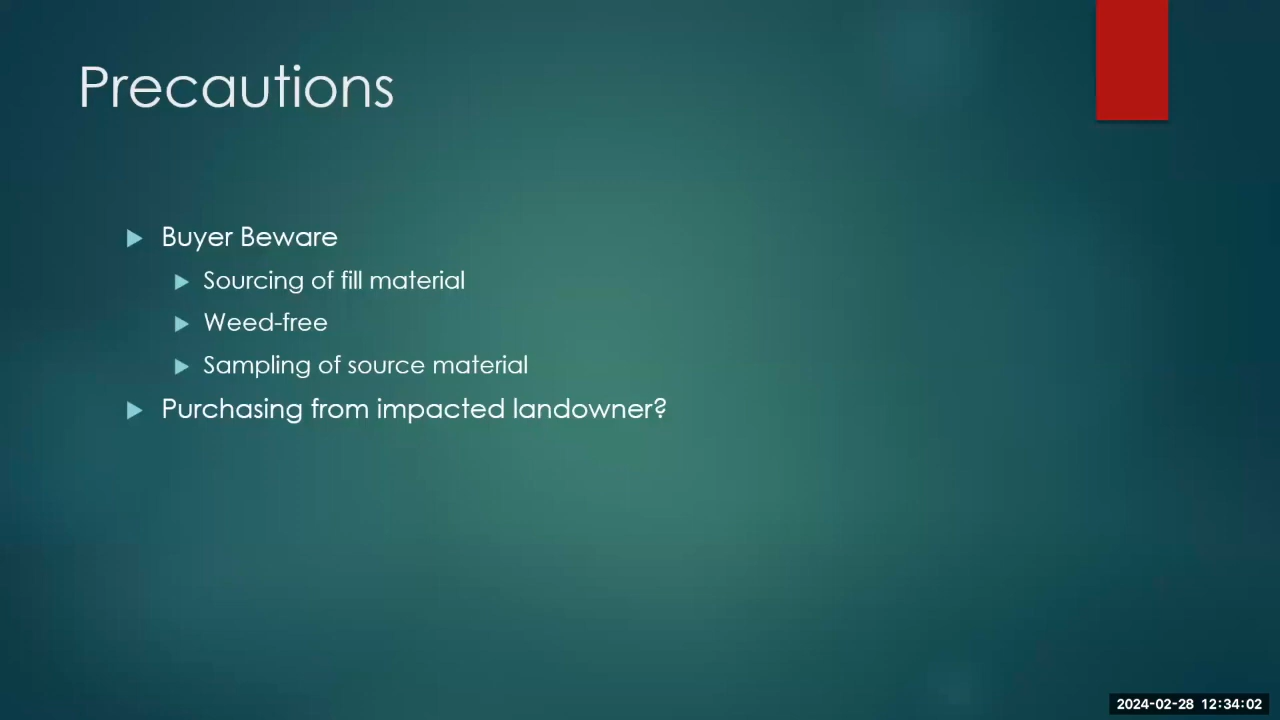 Precautions
Buyer Beware
Sourcing of fill material
Weed-free
Sampling of source material
Purchasing from impacted landowner?
2024-02-28 12:34:02